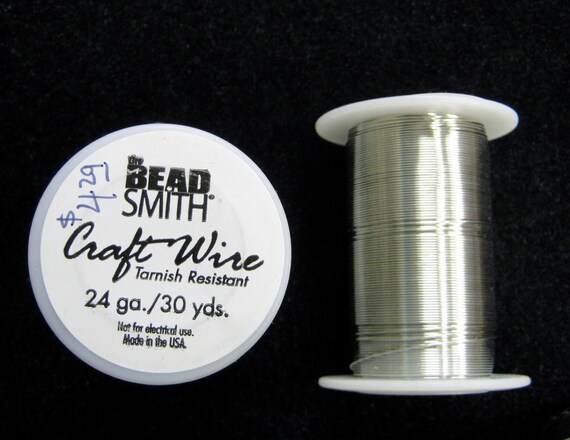 the
BEAD
SMITH®
$4.29
Craft Wire
Tarnish Resistant
24 ga./30 yds.
Not for electrical use.
Made in the USA.